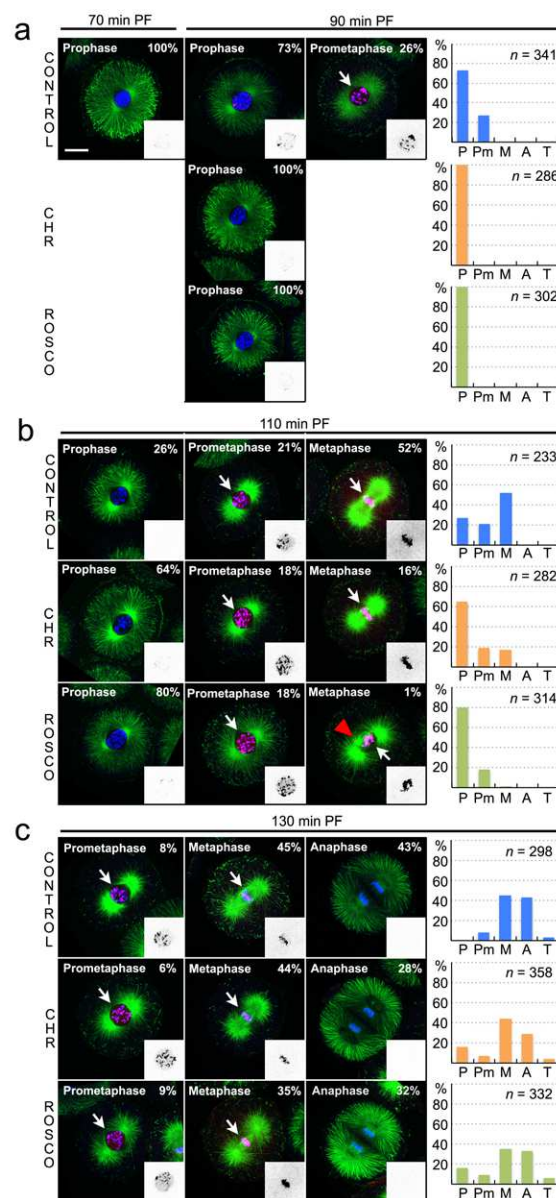 a
70 min PF
90 min PF
CONTROL
Prophase 100%
Prophase 73%
Prometaphase 26%
%
80
60
40
20
P Pm M A T
n = 341
CHR
Prophase 100%
%
80
60
40
20
P Pm M A T
n = 286
ROSCO
Prophase 100%
%
80
60
40
20
P Pm M A T
n = 302
b
110 min PF
CONTROL
Prophase 26%
Prometaphase 21%
Metaphase 52%
%
80
60
40
20
P Pm M A T
n = 233
CHR
Prophase 64%
Prometaphase 18%
Metaphase 16%
%
80
60
40
20
P Pm M A T
n = 282
ROSCO
Prophase 80%
Prometaphase 18%
Metaphase 1%
%
80
60
40
20
P Pm M A T
n = 314
c
130 min PF
CONTROL
Prometaphase 8%
Metaphase 45%
Anaphase 43%
%
80
60
40
20
P Pm M A T
n = 298
CHR
Prometaphase 6%
Metaphase 44%
Anaphase 28%
%
80
60
40
20
P Pm M A T
n = 358
ROSCO
Prometaphase 9%
Metaphase 35%
Anaphase 32%
%
80
60
40
20
P Pm M A T
n = 332